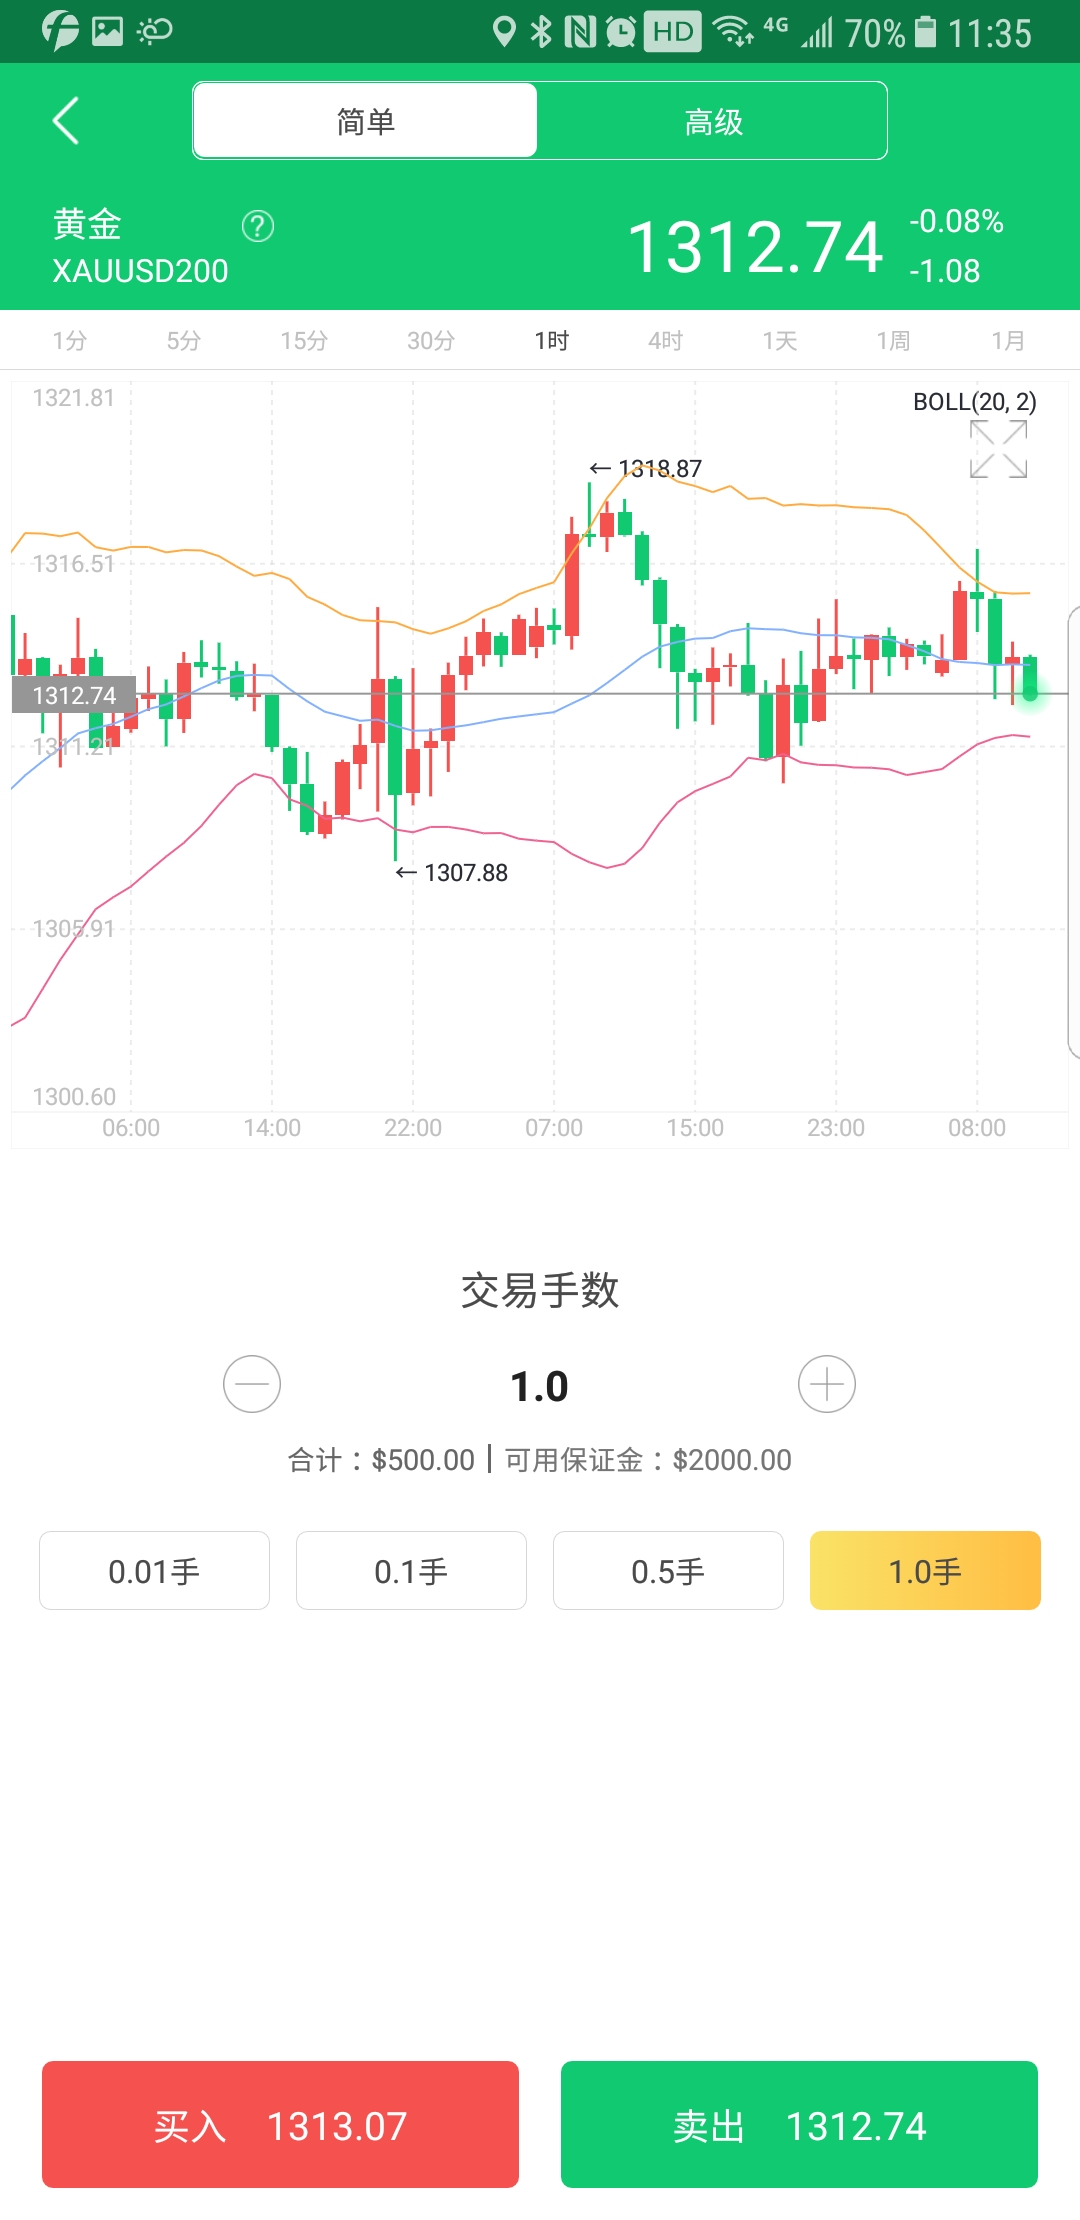 HD 4G 70% 11:35
简单 高级
黄金 ?
XAUUSD200
1312.74 -0.08%
-1.08
1分 5分 15分 30分 1时 4时 1天 1周 1月
1321.81
BOLL(20, 2)
← 1318.87
1316.51
1312.74
1311.21
← 1307.88
1305.91
1300.60
06:00 14:00 22:00 07:00 15:00 23:00 08:00
交易手数
1.0
合计：$500.00 | 可用保证金：$2000.00
0.01手 0.1手 0.5手 1.0手
买入 1313.07 卖出 1312.74